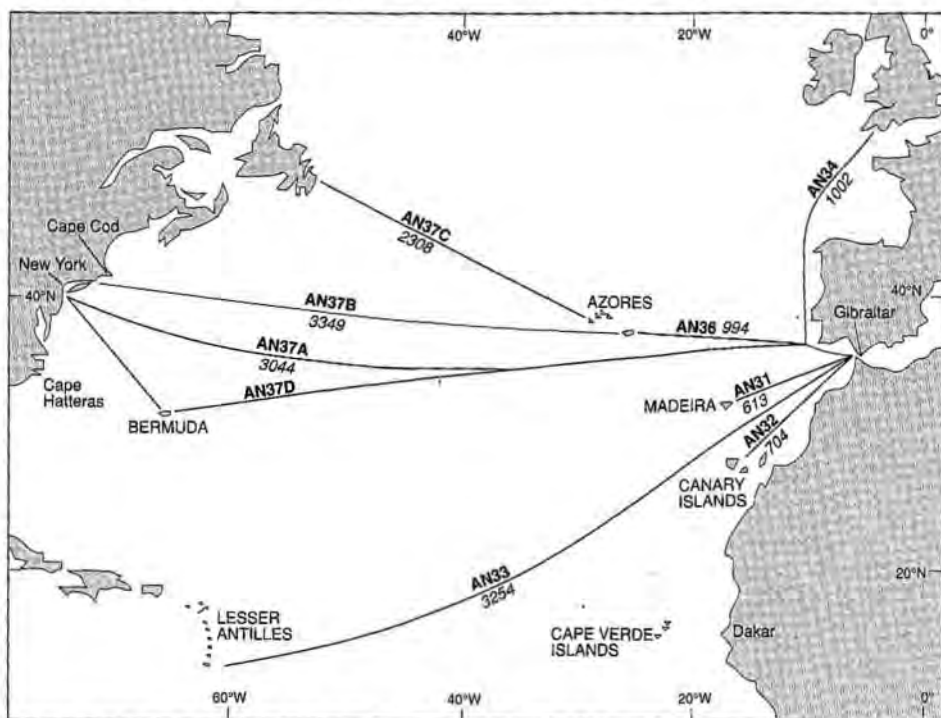 40°W
20°W
0°
AN34
1002
Cape Cod
AN37C
2308
New York
40°N
AN37B
3349
AZORES
AN36 994
40°N
Gibraltar
AN37A
3044
Cape
Hatteras
AN37D
BERMUDA
MADEIRA
AN31
613
AN32
704
CANARY
ISLANDS
AN33
3254
20°N
LESSER
ANTILLES
CAPE VERDE
ISLANDS
Dakar
60°W
40°W
20°W
0°